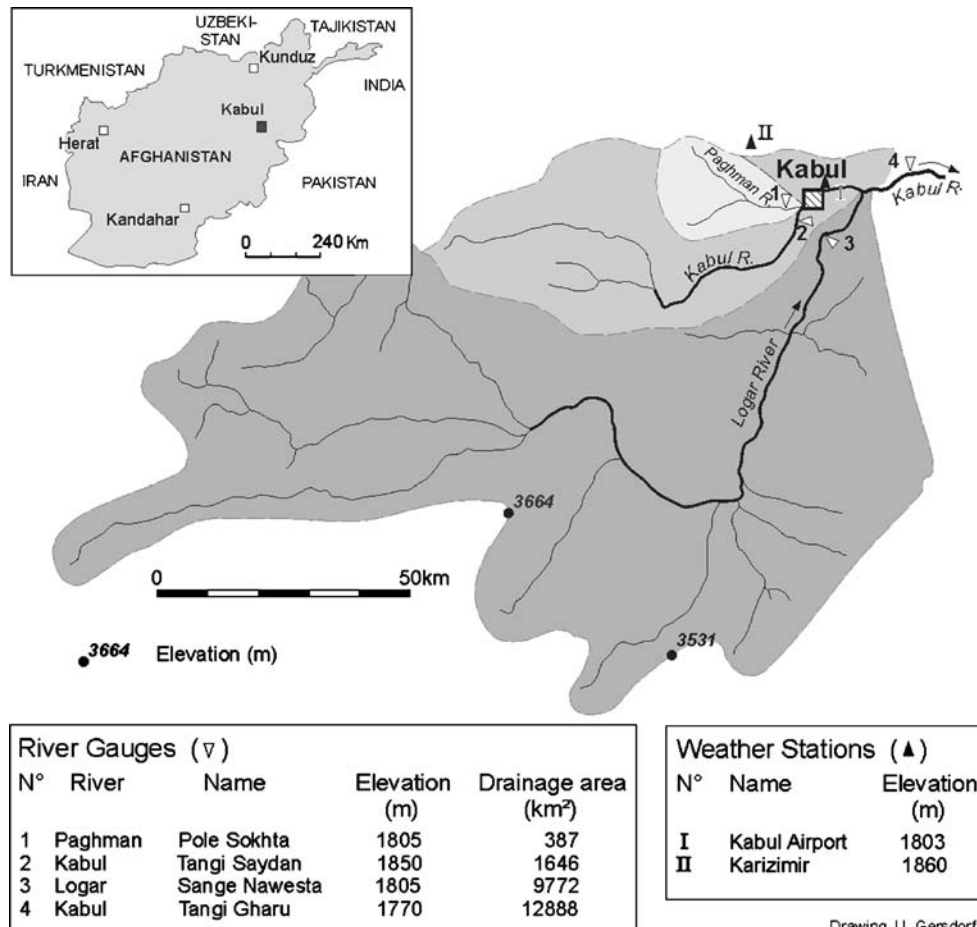 UZBEKI-
STAN
TAJIKISTAN
TURKMENISTAN
Kunduz
INDIA
Kabul
Herat
AFGHANISTAN
IRAN
PAKISTAN
Kandahar
0 240 Km
II
Paghman R.
Kabul
4
1
I
Kabul R.
2
3
Kabul R.
Logar River
3664
0 50km
3531
3664 Elevation (m)
River Gauges (▽)
N° River Name Elevation Drainage area
(m) (km²)
1 Paghman Pole Sokhta 1805 387
2 Kabul Tangi Saydan 1850 1646
3 Logar Sange Nawesta 1805 9772
4 Kabul Tangi Gharu 1770 12888
Weather Stations (▲)
N° Name Elevation
(m)
I Kabul Airport 1803
II Karizimir 1860
Drawing U. Gersdorf